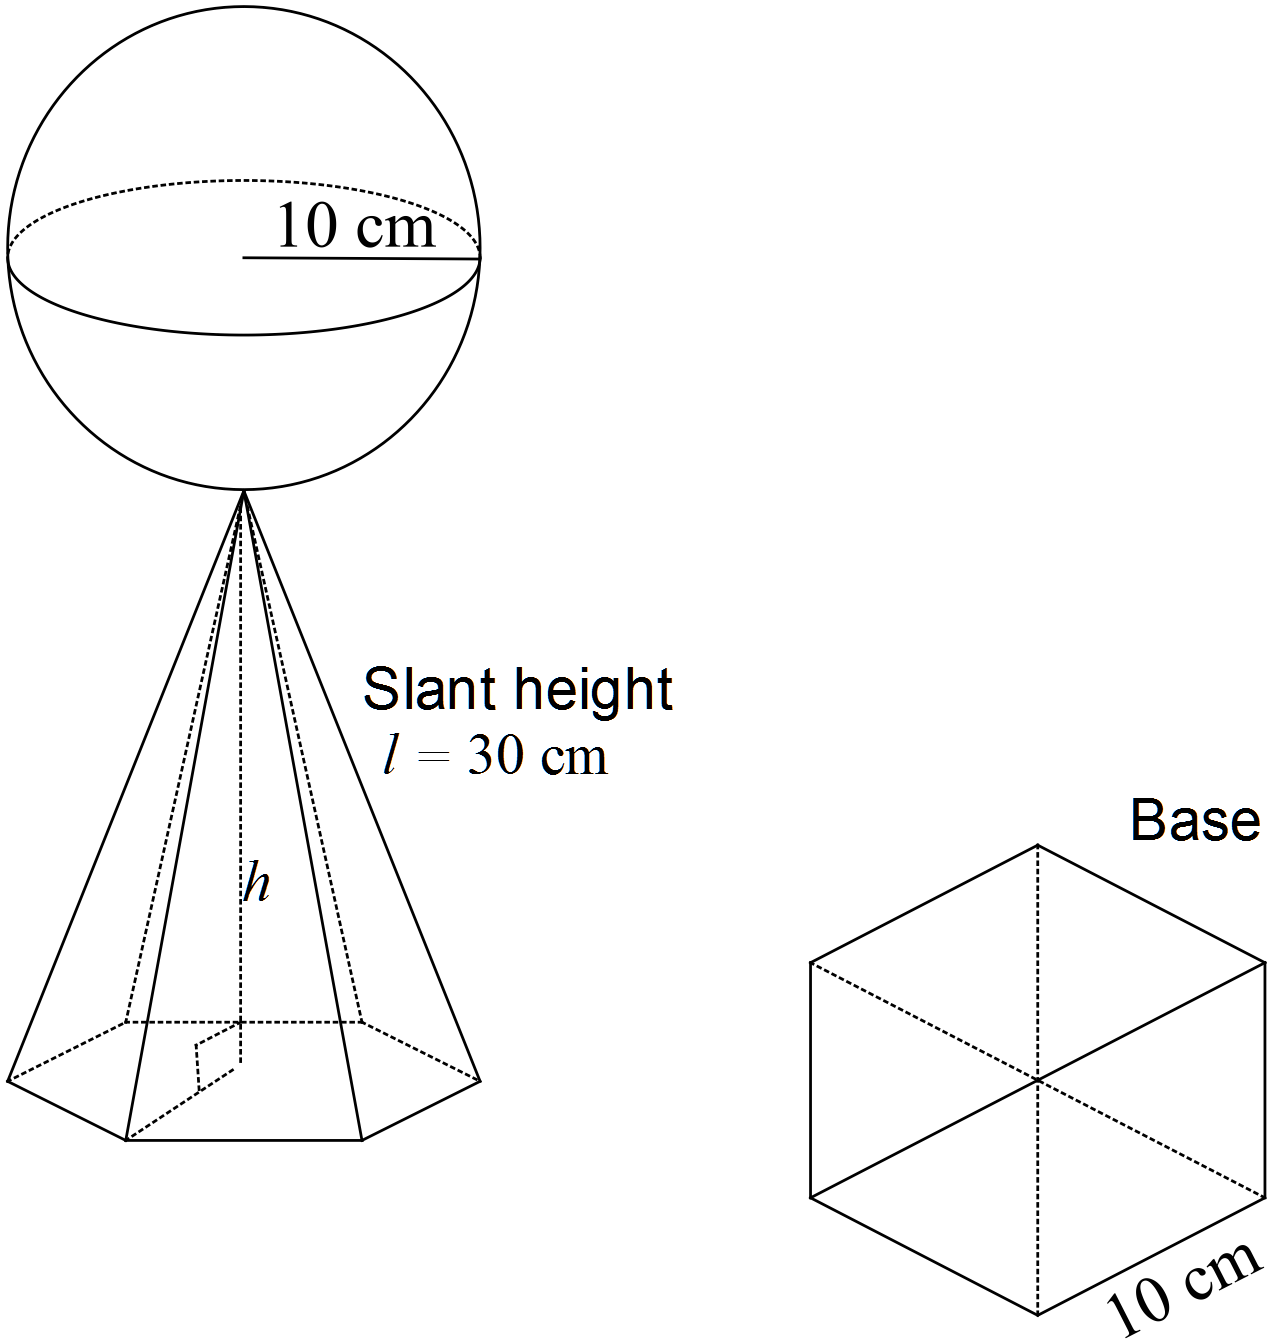 10 cm
Slant height
l = 30 cm
h
Base
10 cm